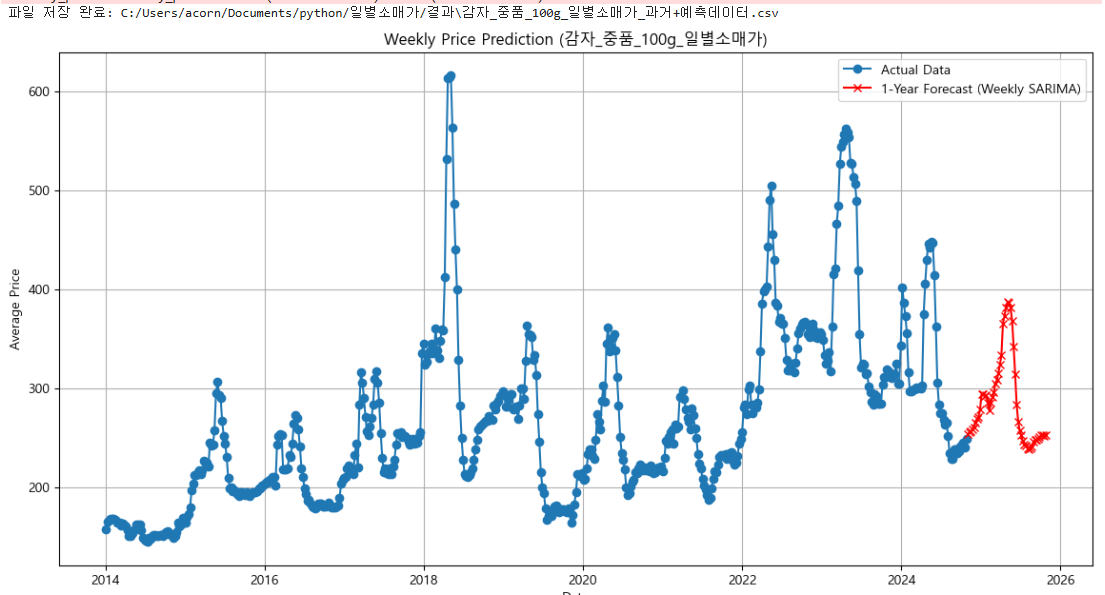 파일 저장 완료: C:/Users/acorn/Documents/python/일별소매가/결과\감자_중품_100g_일별소매가_과거+예측데이터.csv
Weekly Price Prediction (감자_중품_100g_일별소매가)
Actual Data
1-Year Forecast (Weekly SARIMA)
Average Price
600
500
400
300
200
2014 2016 2018 2020 2022 2024 2026